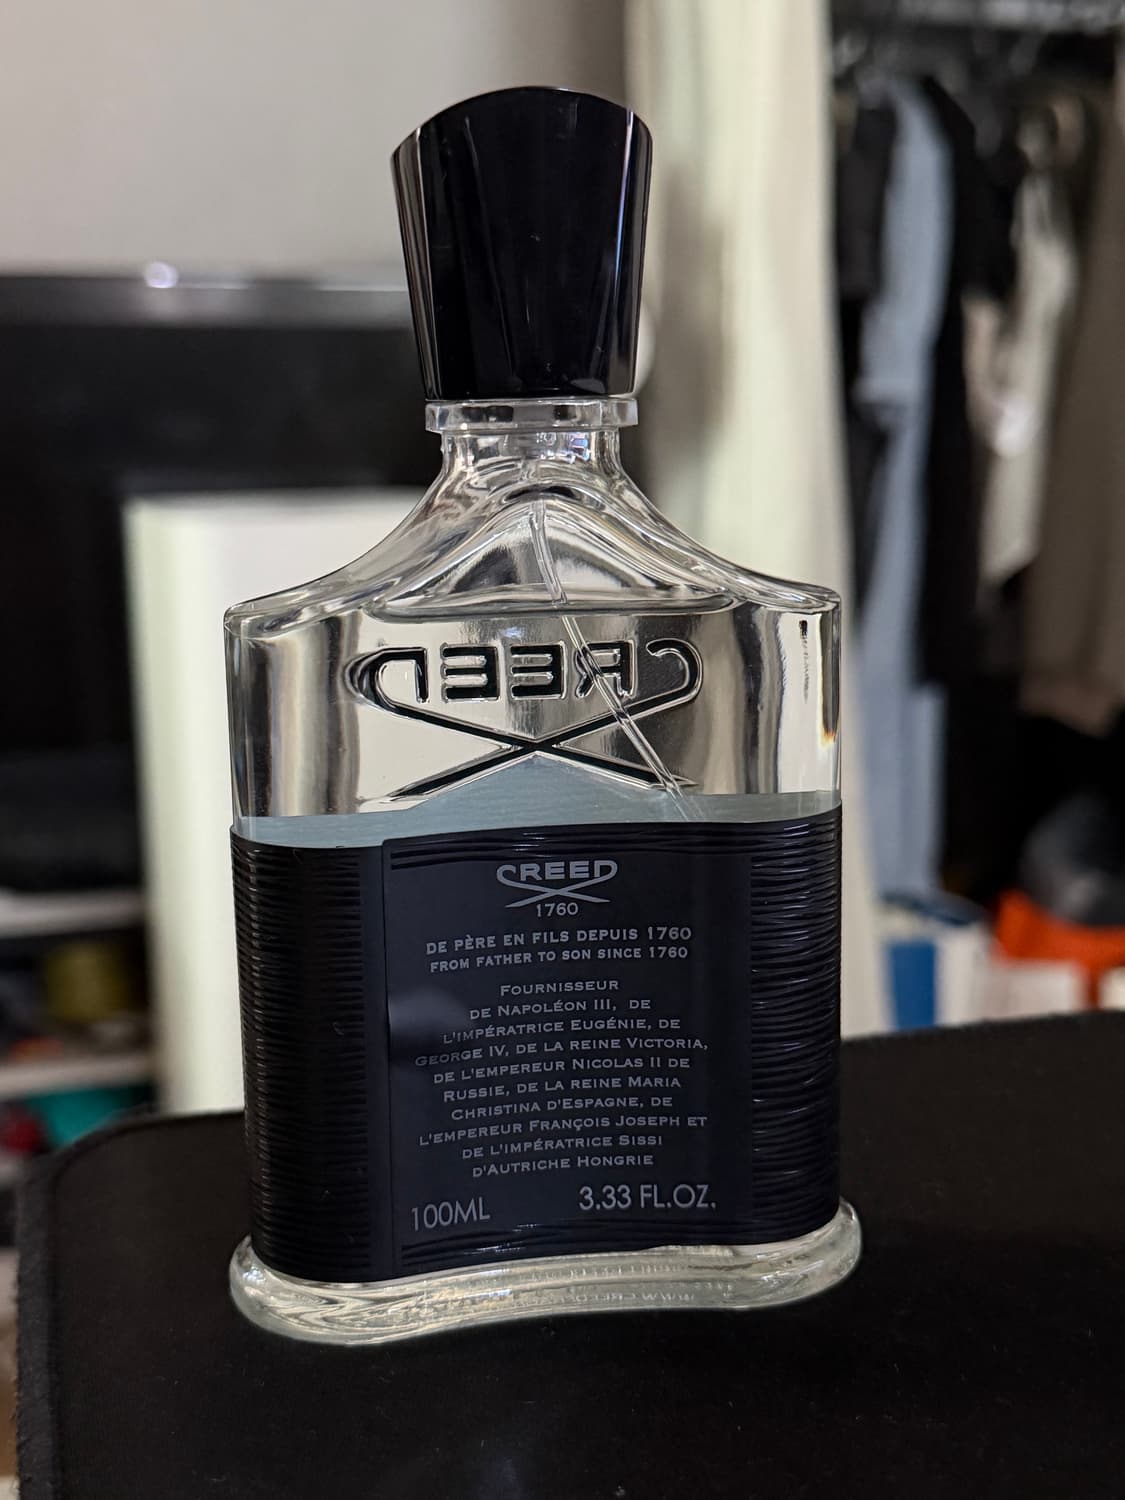 CREED
CREED
1760
DE PÈRE EN FILS DEPUIS 1760
FROM FATHER TO SON SINCE 1760
FOURNISSEUR
DE NAPOLÉON III, DE
L'IMPÉRATRICE EUGÉNIE, DE
GEORGE IV, DE LA REINE VICTORIA,
DE L'EMPEREUR NICOLAS II DE
RUSSIE, DE LA REINE MARIA
CHRISTINA D'ESPAGNE, DE
L'EMPEREUR FRANÇOIS JOSEPH ET
DE L'IMPÉRATRICE SISSI
D'AUTRICHE HONGRIE
100ML 3.33 FL.OZ.